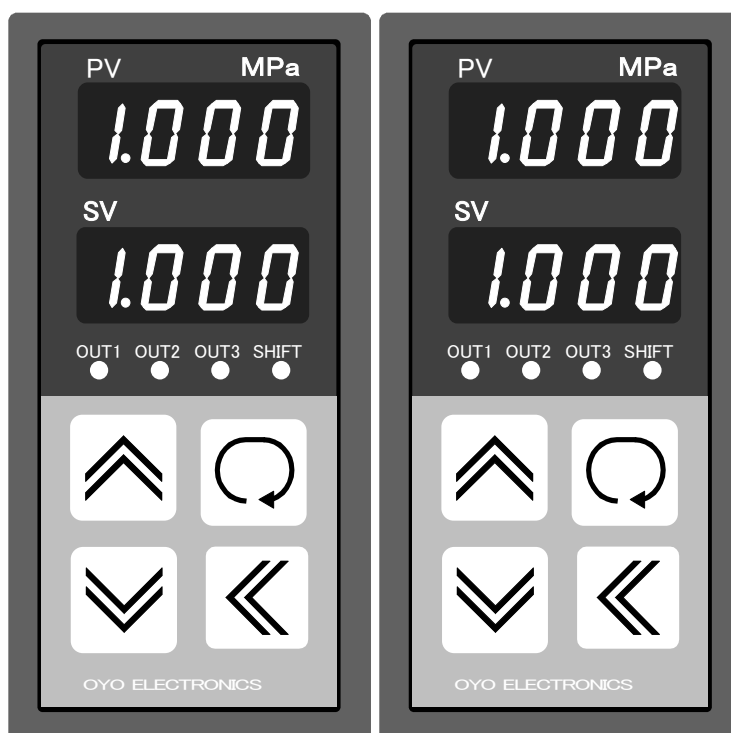 PV MPa
1.000
SV
1.000
OUT1 OUT2 OUT3 SHIFT
OYO ELECTRONICS
PV MPa
1.000
SV
1.000
OUT1 OUT2 OUT3 SHIFT
OYO ELECTRONICS